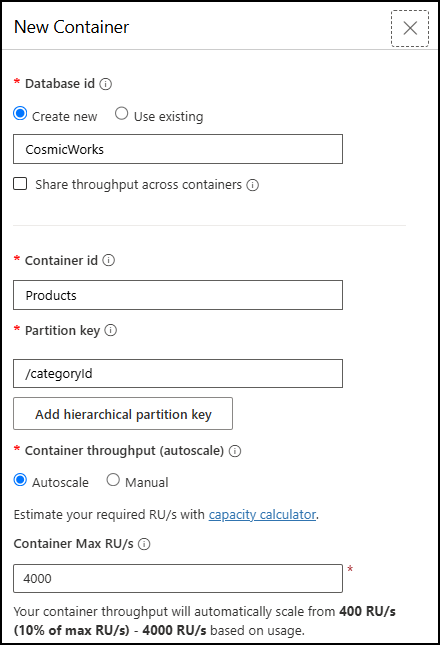 New Container
* Database id
Create new Use existing
CosmicWorks
Share throughput across containers
* Container id
Products
* Partition key
/categoryId
Add hierarchical partition key
* Container throughput (autoscale)
Autoscale Manual
Estimate your required RU/s with capacity calculator.
Container Max RU/s
4000 *
Your container throughput will automatically scale from 400 RU/s
(10% of max RU/s) - 4000 RU/s based on usage.